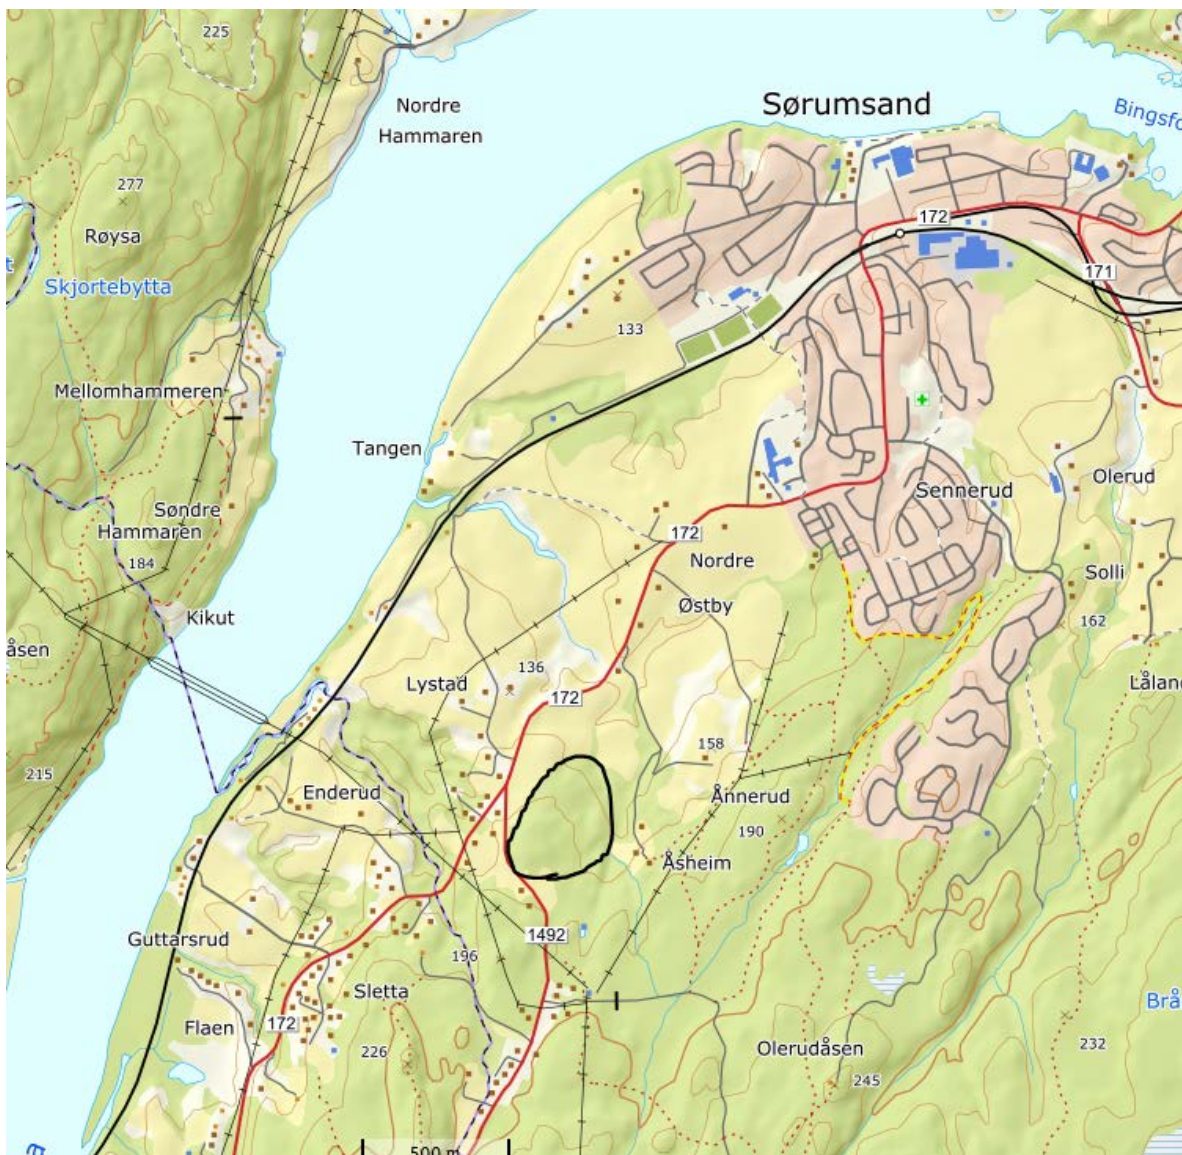 225
Nordre
Hammaren
Sørumsand
Bingsfo
277
Røysa
172
Skjortebytta
171
133
Mellomhammeren
Tangen
Sennerud
Olerud
Søndre
Hammaren
172
184
Nordre
Solli
Østby
Kikut
162
åsen
136
Lystad
172
Låland
158
215
Enderud
Ånnerud
190
Åsheim
Guttarsrud
1492
196
Sletta
Brå
Flaen
172
226
Olerudåsen
232
245
500 m